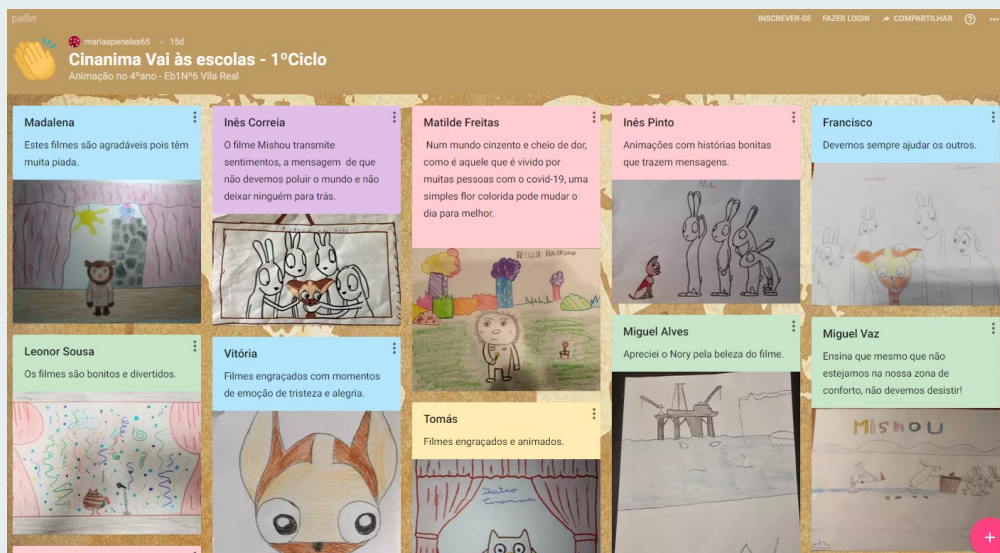 padlet
INSCREVER-SE FAZER LOGIN COMPARTILHAR
mariaapenelas65 • 15d
Cinanima Vai às escolas - 1ºCiclo
Animação no 4ºano - Eb1Nº6 Vila Real
Madalena
Estes filmes são agradáveis pois têm
muita piada.
Leonor Sousa
Os filmes são bonitos e divertidos.
Inês Correia
O filme Mishou transmite
sentimentos, a mensagem de que
não devemos poluir o mundo e não
deixar ninguém para trás.
Vitória
Filmes engraçados com momentos
de emoção de tristeza e alegria.
Matilde Freitas
Num mundo cinzento e cheio de dor,
como é aquele que é vivido por
muitas pessoas com o covid-19, uma
simples flor colorida pode mudar o
dia para melhor.
Tomás
Filmes engraçados e animados.
Teatro
Inês Pinto
Animações com histórias bonitas
que trazem mensagens.
Miguel Alves
Apreciei o Nory pela beleza do filme.
Francisco
Devemos sempre ajudar os outros.
Miguel Vaz
Ensina que mesmo que não
estejamos na nossa zona de
conforto, não devemos desistir!
MISHOU